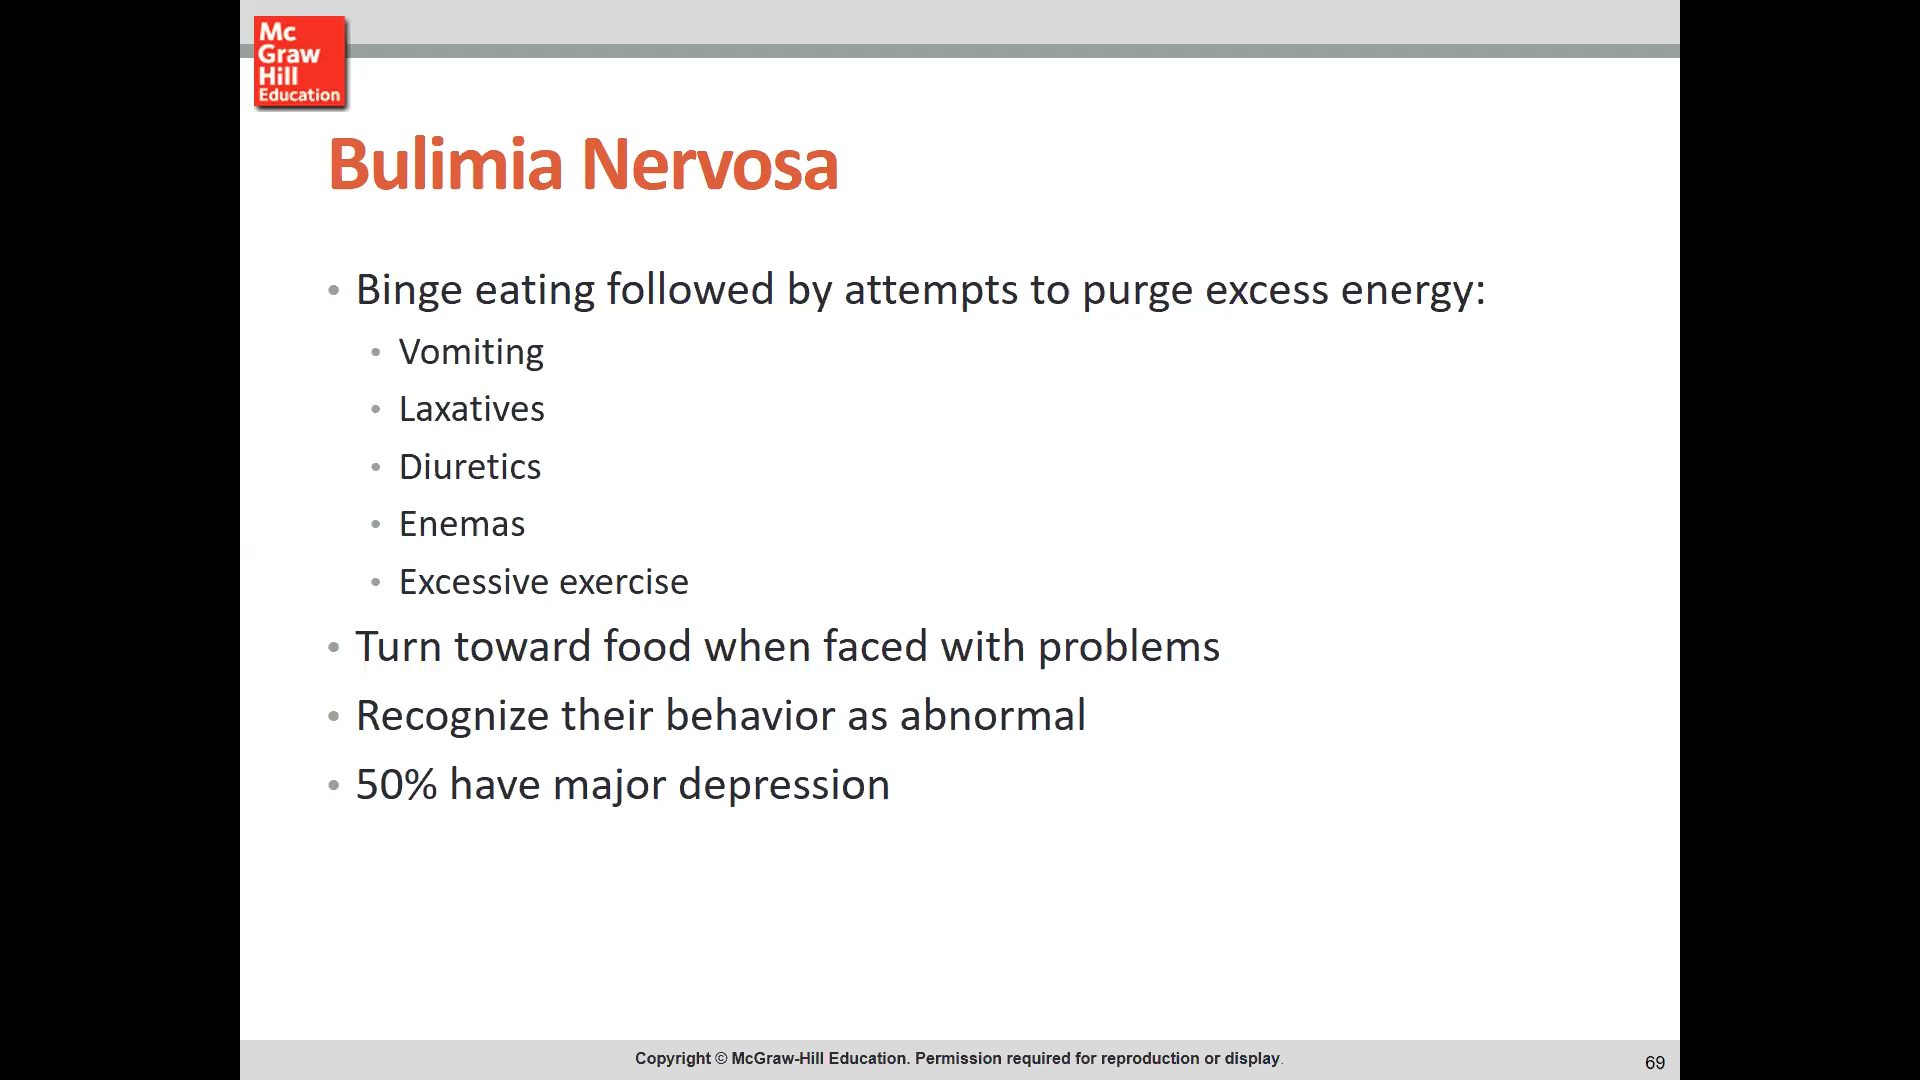 Mc
Graw
Hill
Education
Bulimia Nervosa
• Binge eating followed by attempts to purge excess energy:
• Vomiting
• Laxatives
• Diuretics
• Enemas
• Excessive exercise
• Turn toward food when faced with problems
• Recognize their behavior as abnormal
• 50% have major depression
Copyright © McGraw-Hill Education. Permission required for reproduction or display.
69